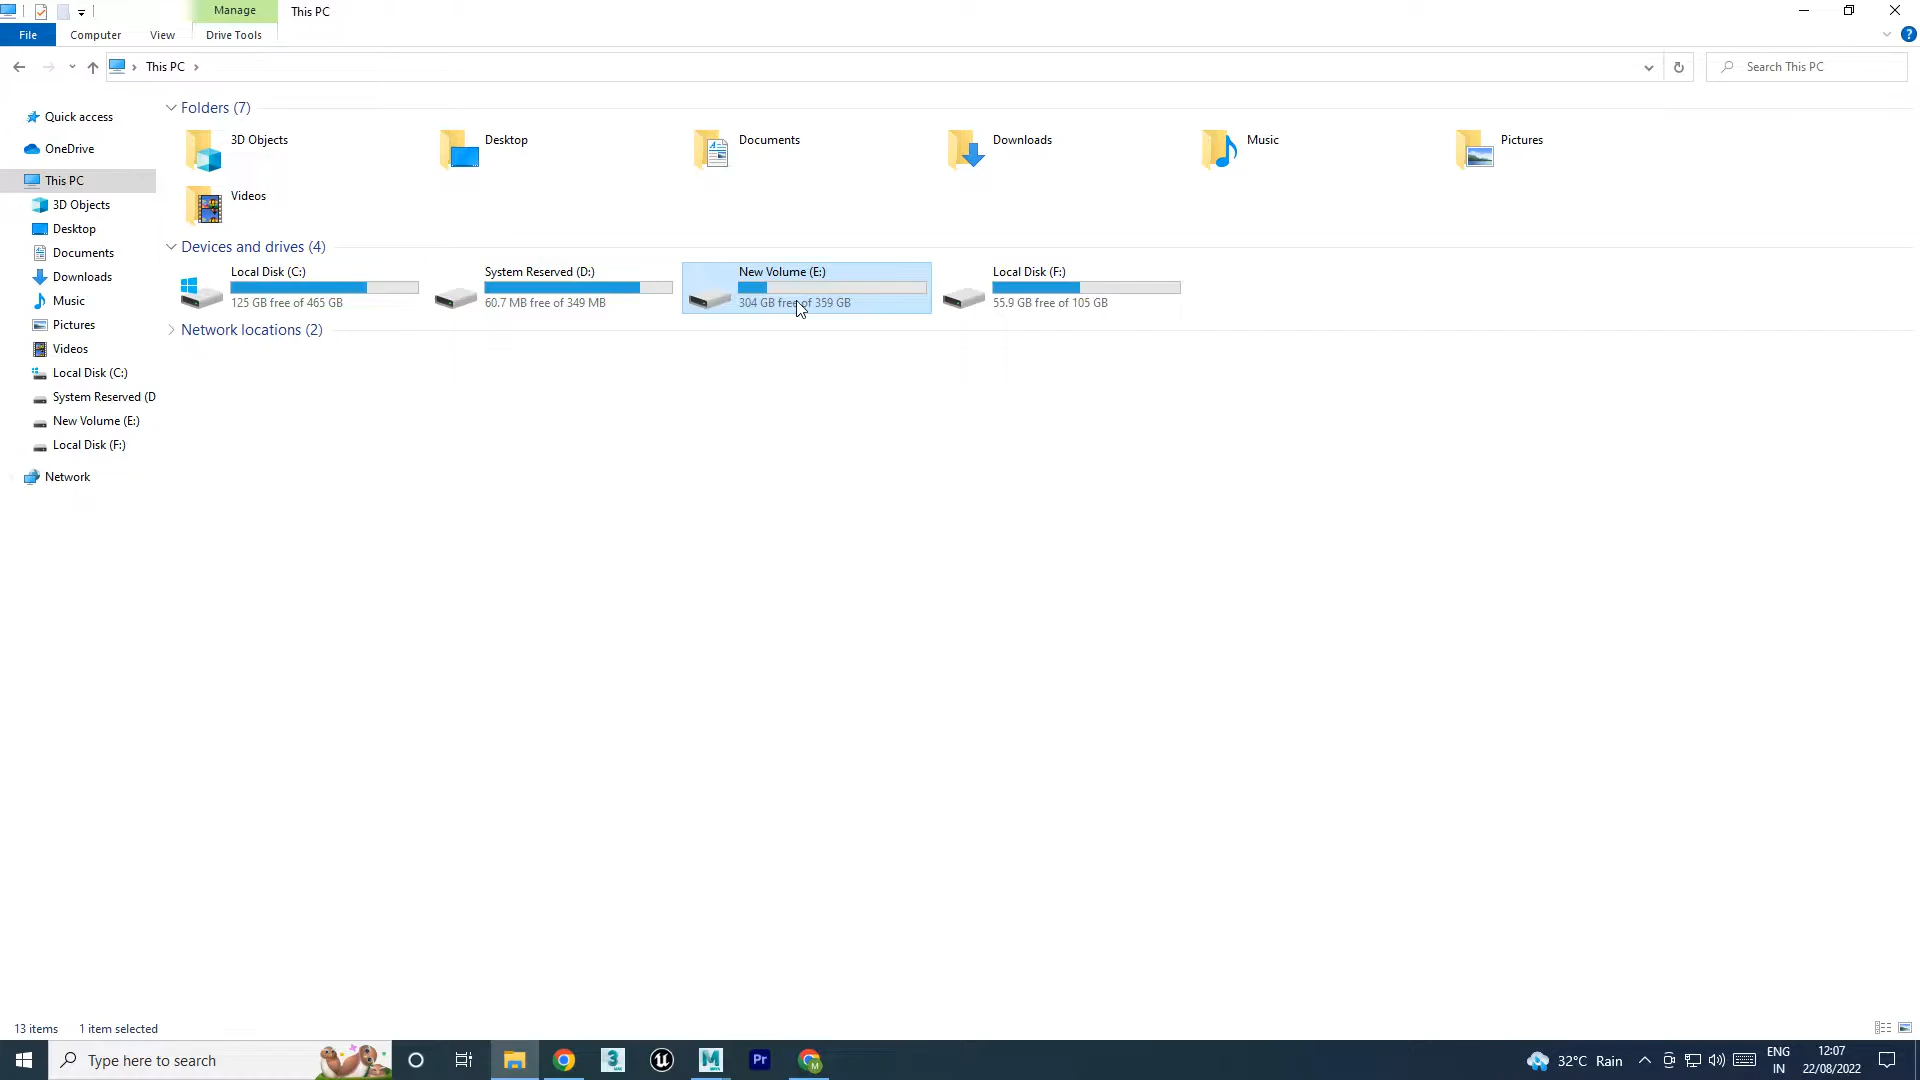 Manage
This PC
File
Computer
View
Drive Tools
This PC
Search This PC
Quick access
OneDrive
This PC
3D Objects
Desktop
Documents
Downloads
Music
Pictures
Videos
Local Disk (C:)
System Reserved (D
New Volume (E:)
Local Disk (F:)
Network
Folders (7)
3D Objects
Desktop
Documents
Downloads
Music
Pictures
Videos
Devices and drives (4)
Local Disk (C:)
125 GB free of 465 GB
System Reserved (D:)
60.7 MB free of 349 MB
New Volume (E:)
304 GB free of 359 GB
Local Disk (F:)
55.9 GB free of 105 GB
Network locations (2)
13 items
1 item selected
Type here to search
3
M
Pr
M
32°C Rain
ENG
IN
12:07
22/08/2022